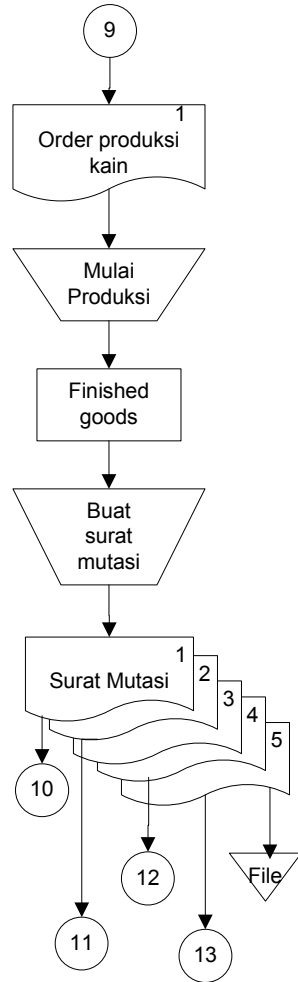 9
1
Order produksi
kain
Mulai
Produksi
Finished
goods
Buat
surat
mutasi
1
Surat Mutasi
2
3
4
5
10
12
File
11
13